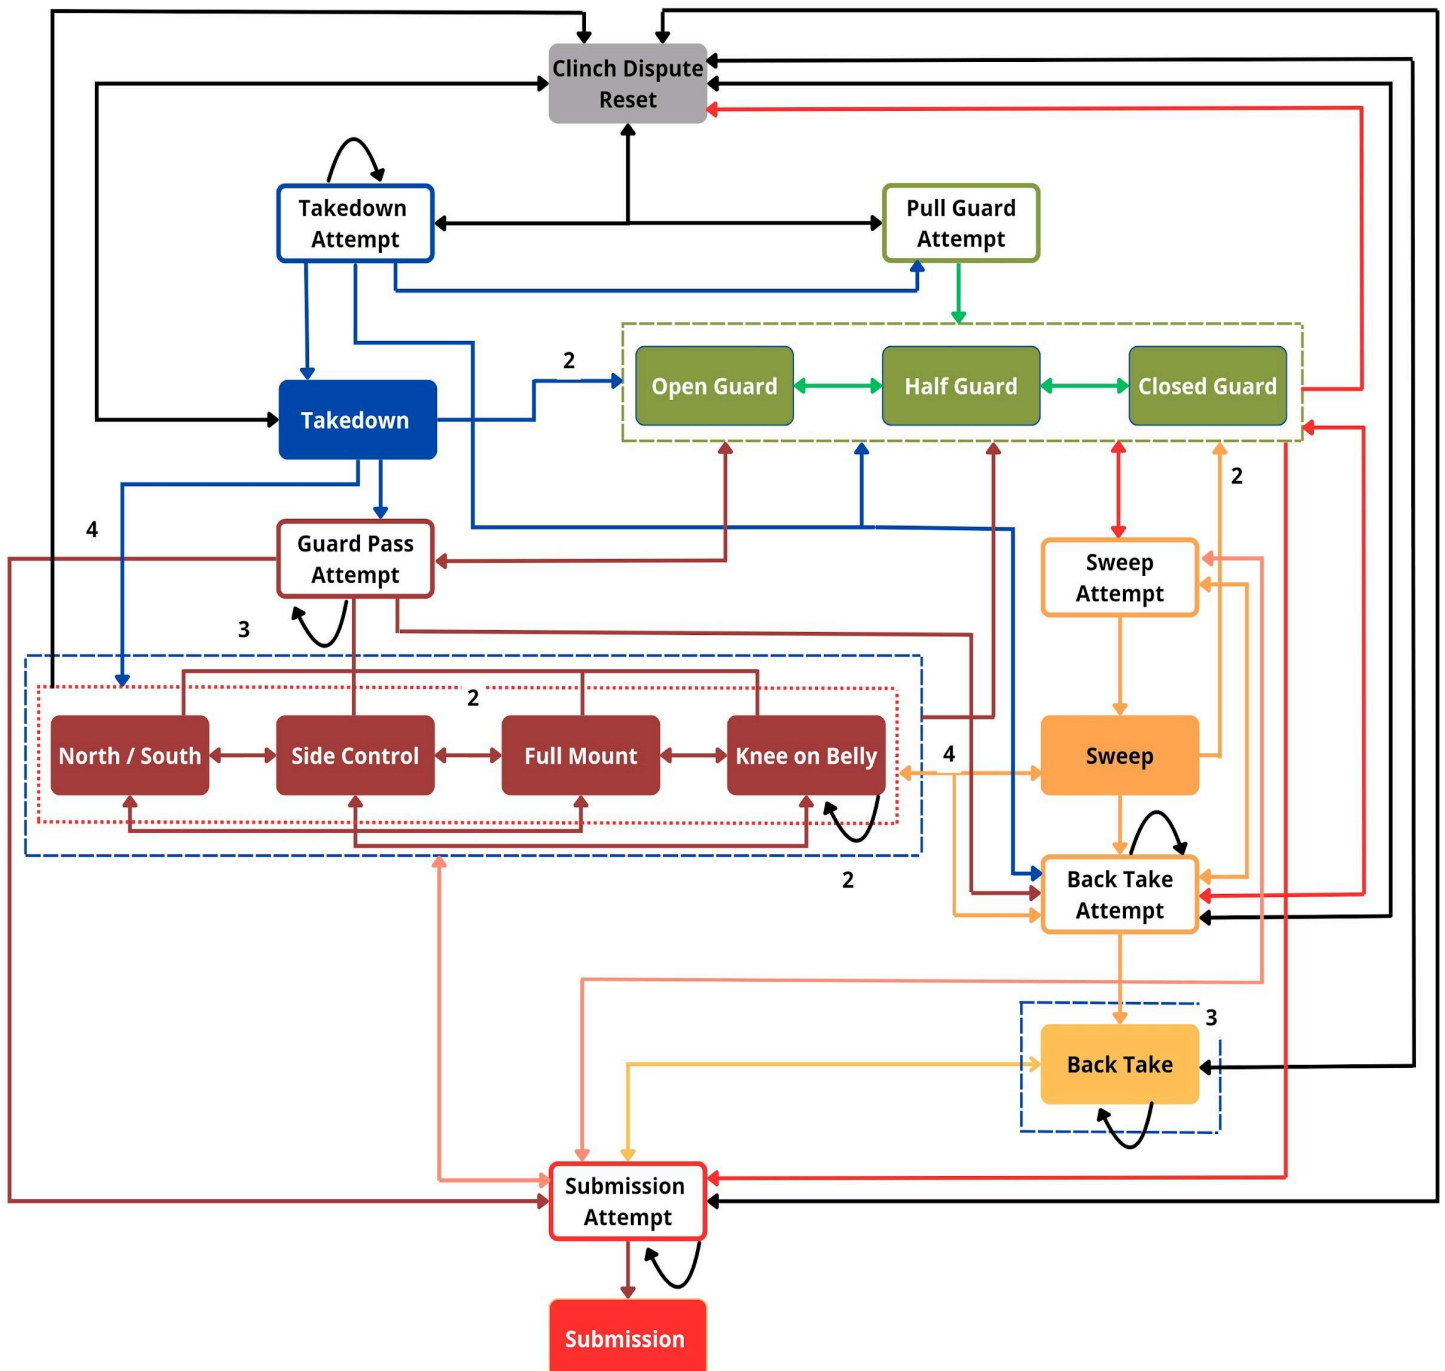 Clinch Dispute
Reset
Takedown
Attempt
Pull Guard
Attempt
2
Open Guard
Half Guard
Closed Guard
Takedown
2
4
Guard Pass
Attempt
Sweep
Attempt
3
2
North / South
Side Control
Full Mount
Knee on Belly
4
Sweep
2
Back Take
Attempt
3
Back Take
Submission
Attempt
Submission